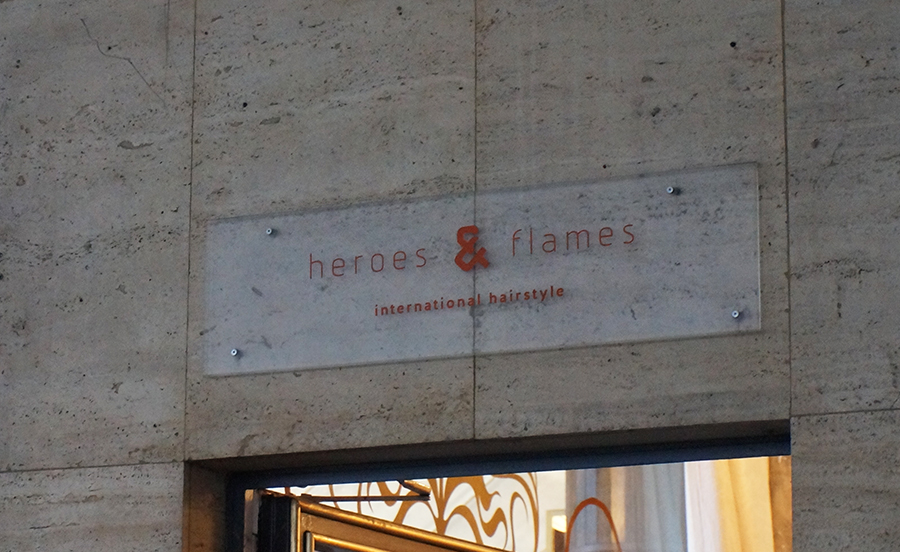 heroes & flames
international hairstyle